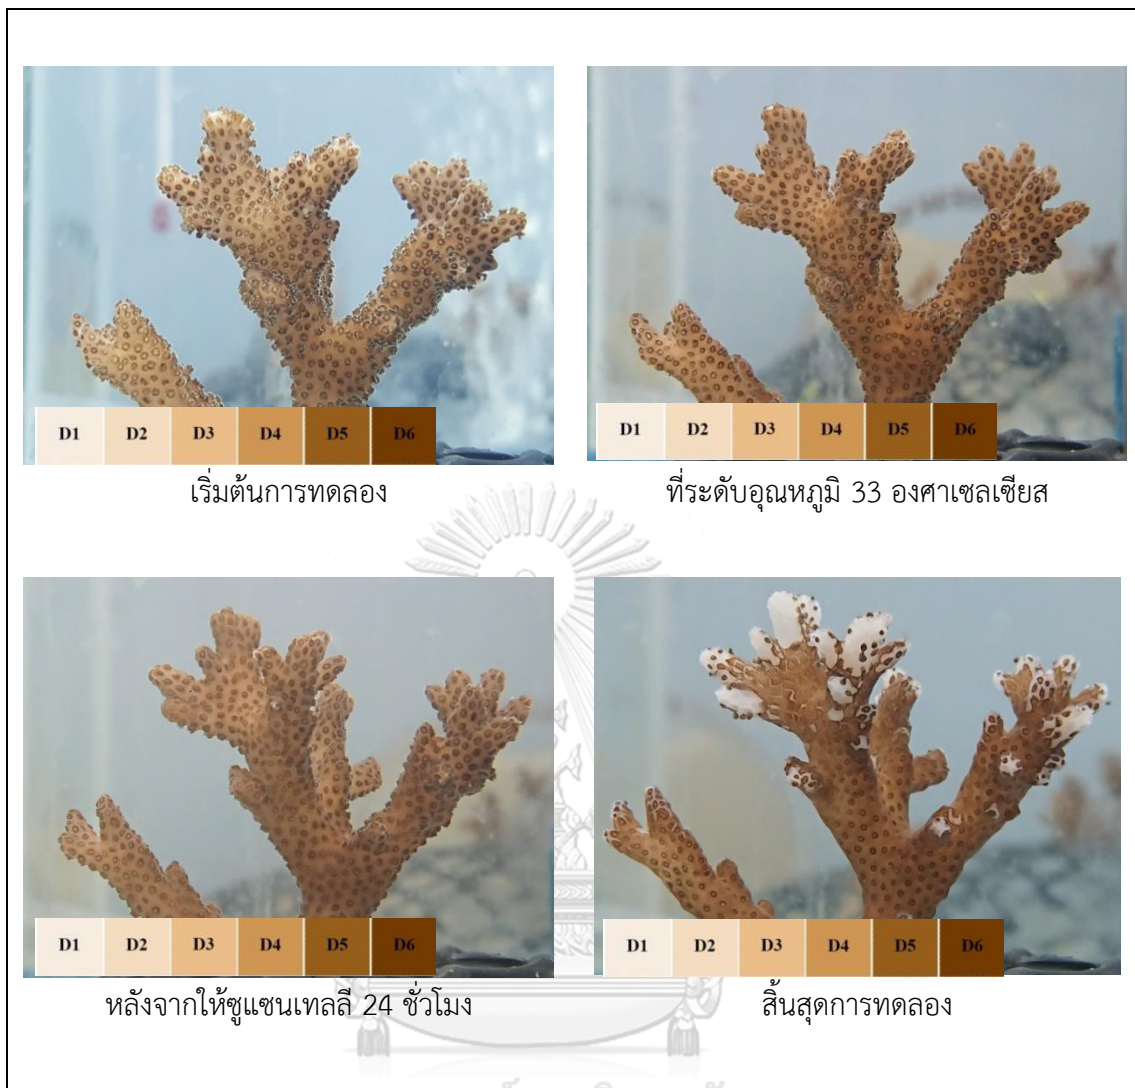 D1 D2 D3 D4 D5 D6
เริ่มต้นการทดลอง
D1 D2 D3 D4 D5 D6
ที่ระดับอุณหภูมิ 33 องศาเซลเซียส
D1 D2 D3 D4 D5 D6
หลังจากให้ซูแซนเทลลี 24 ชั่วโมง
D1 D2 D3 D4 D5 D6
สิ้นสุดการทดลอง